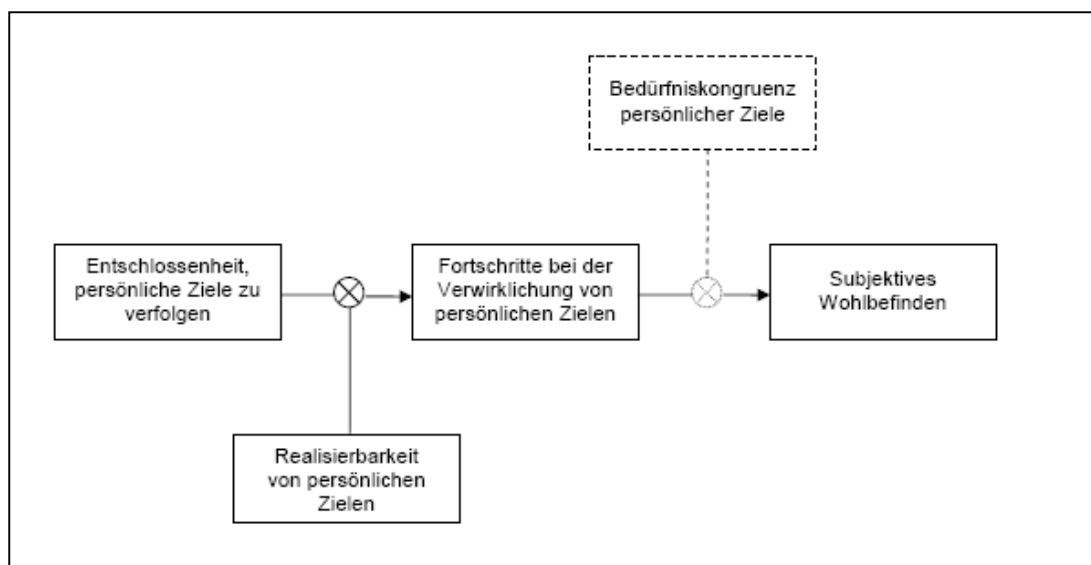 Bedürfniskongruenz
persönlicher Ziele
Entschlossenheit,
persönliche Ziele zu
verfolgen
Fortschritte bei der
Verwirklichung von
persönlichen Zielen
Subjektives
Wohlbefinden
Realisierbarkeit
von persönlichen
Zielen